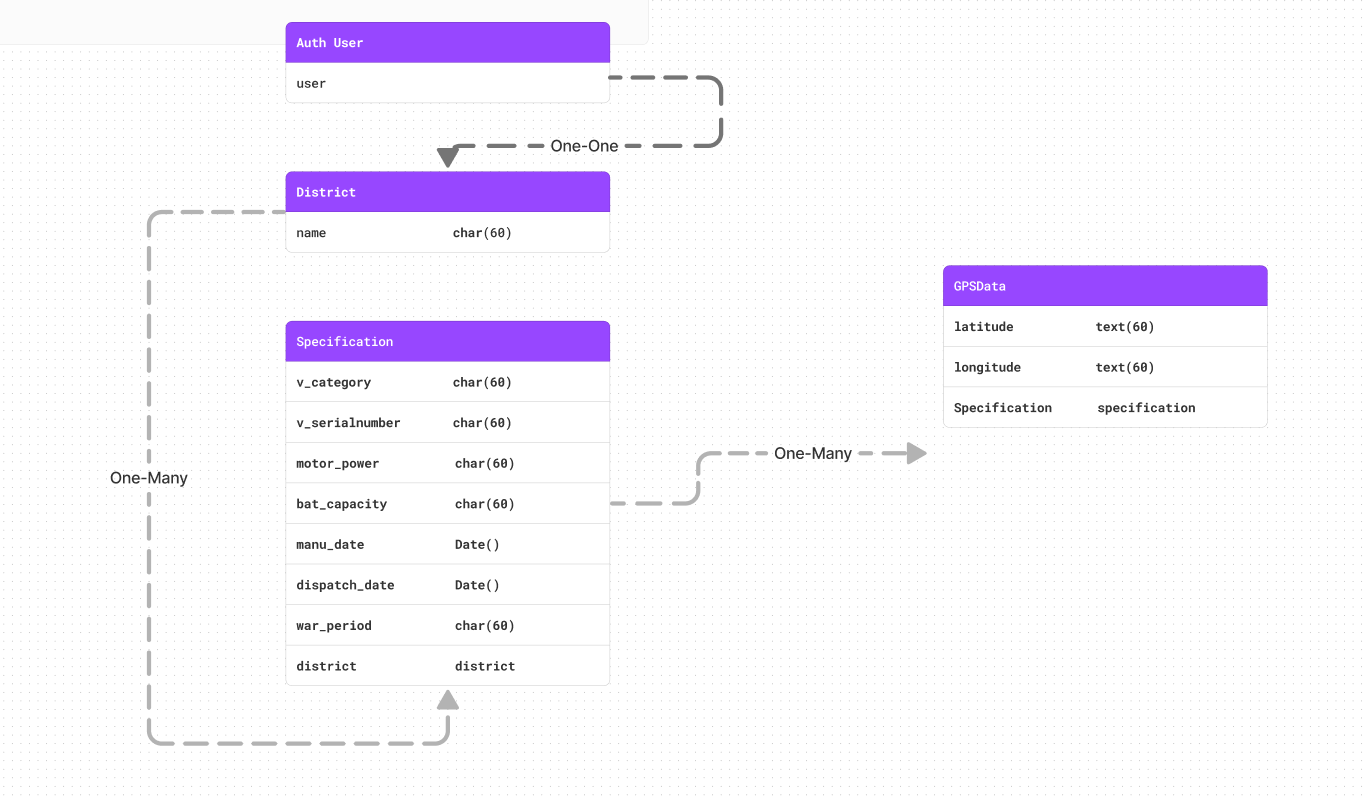 Auth User
user
One-One
District
name char(60)
GPSData
latitude text(60)
longitude text(60)
Specification specification
Specification
v_category char(60)
v_serialnumber char(60)
motor_power char(60)
bat_capacity char(60)
manu_date Date()
dispatch_date Date()
war_period char(60)
district district
One-Many
One-Many